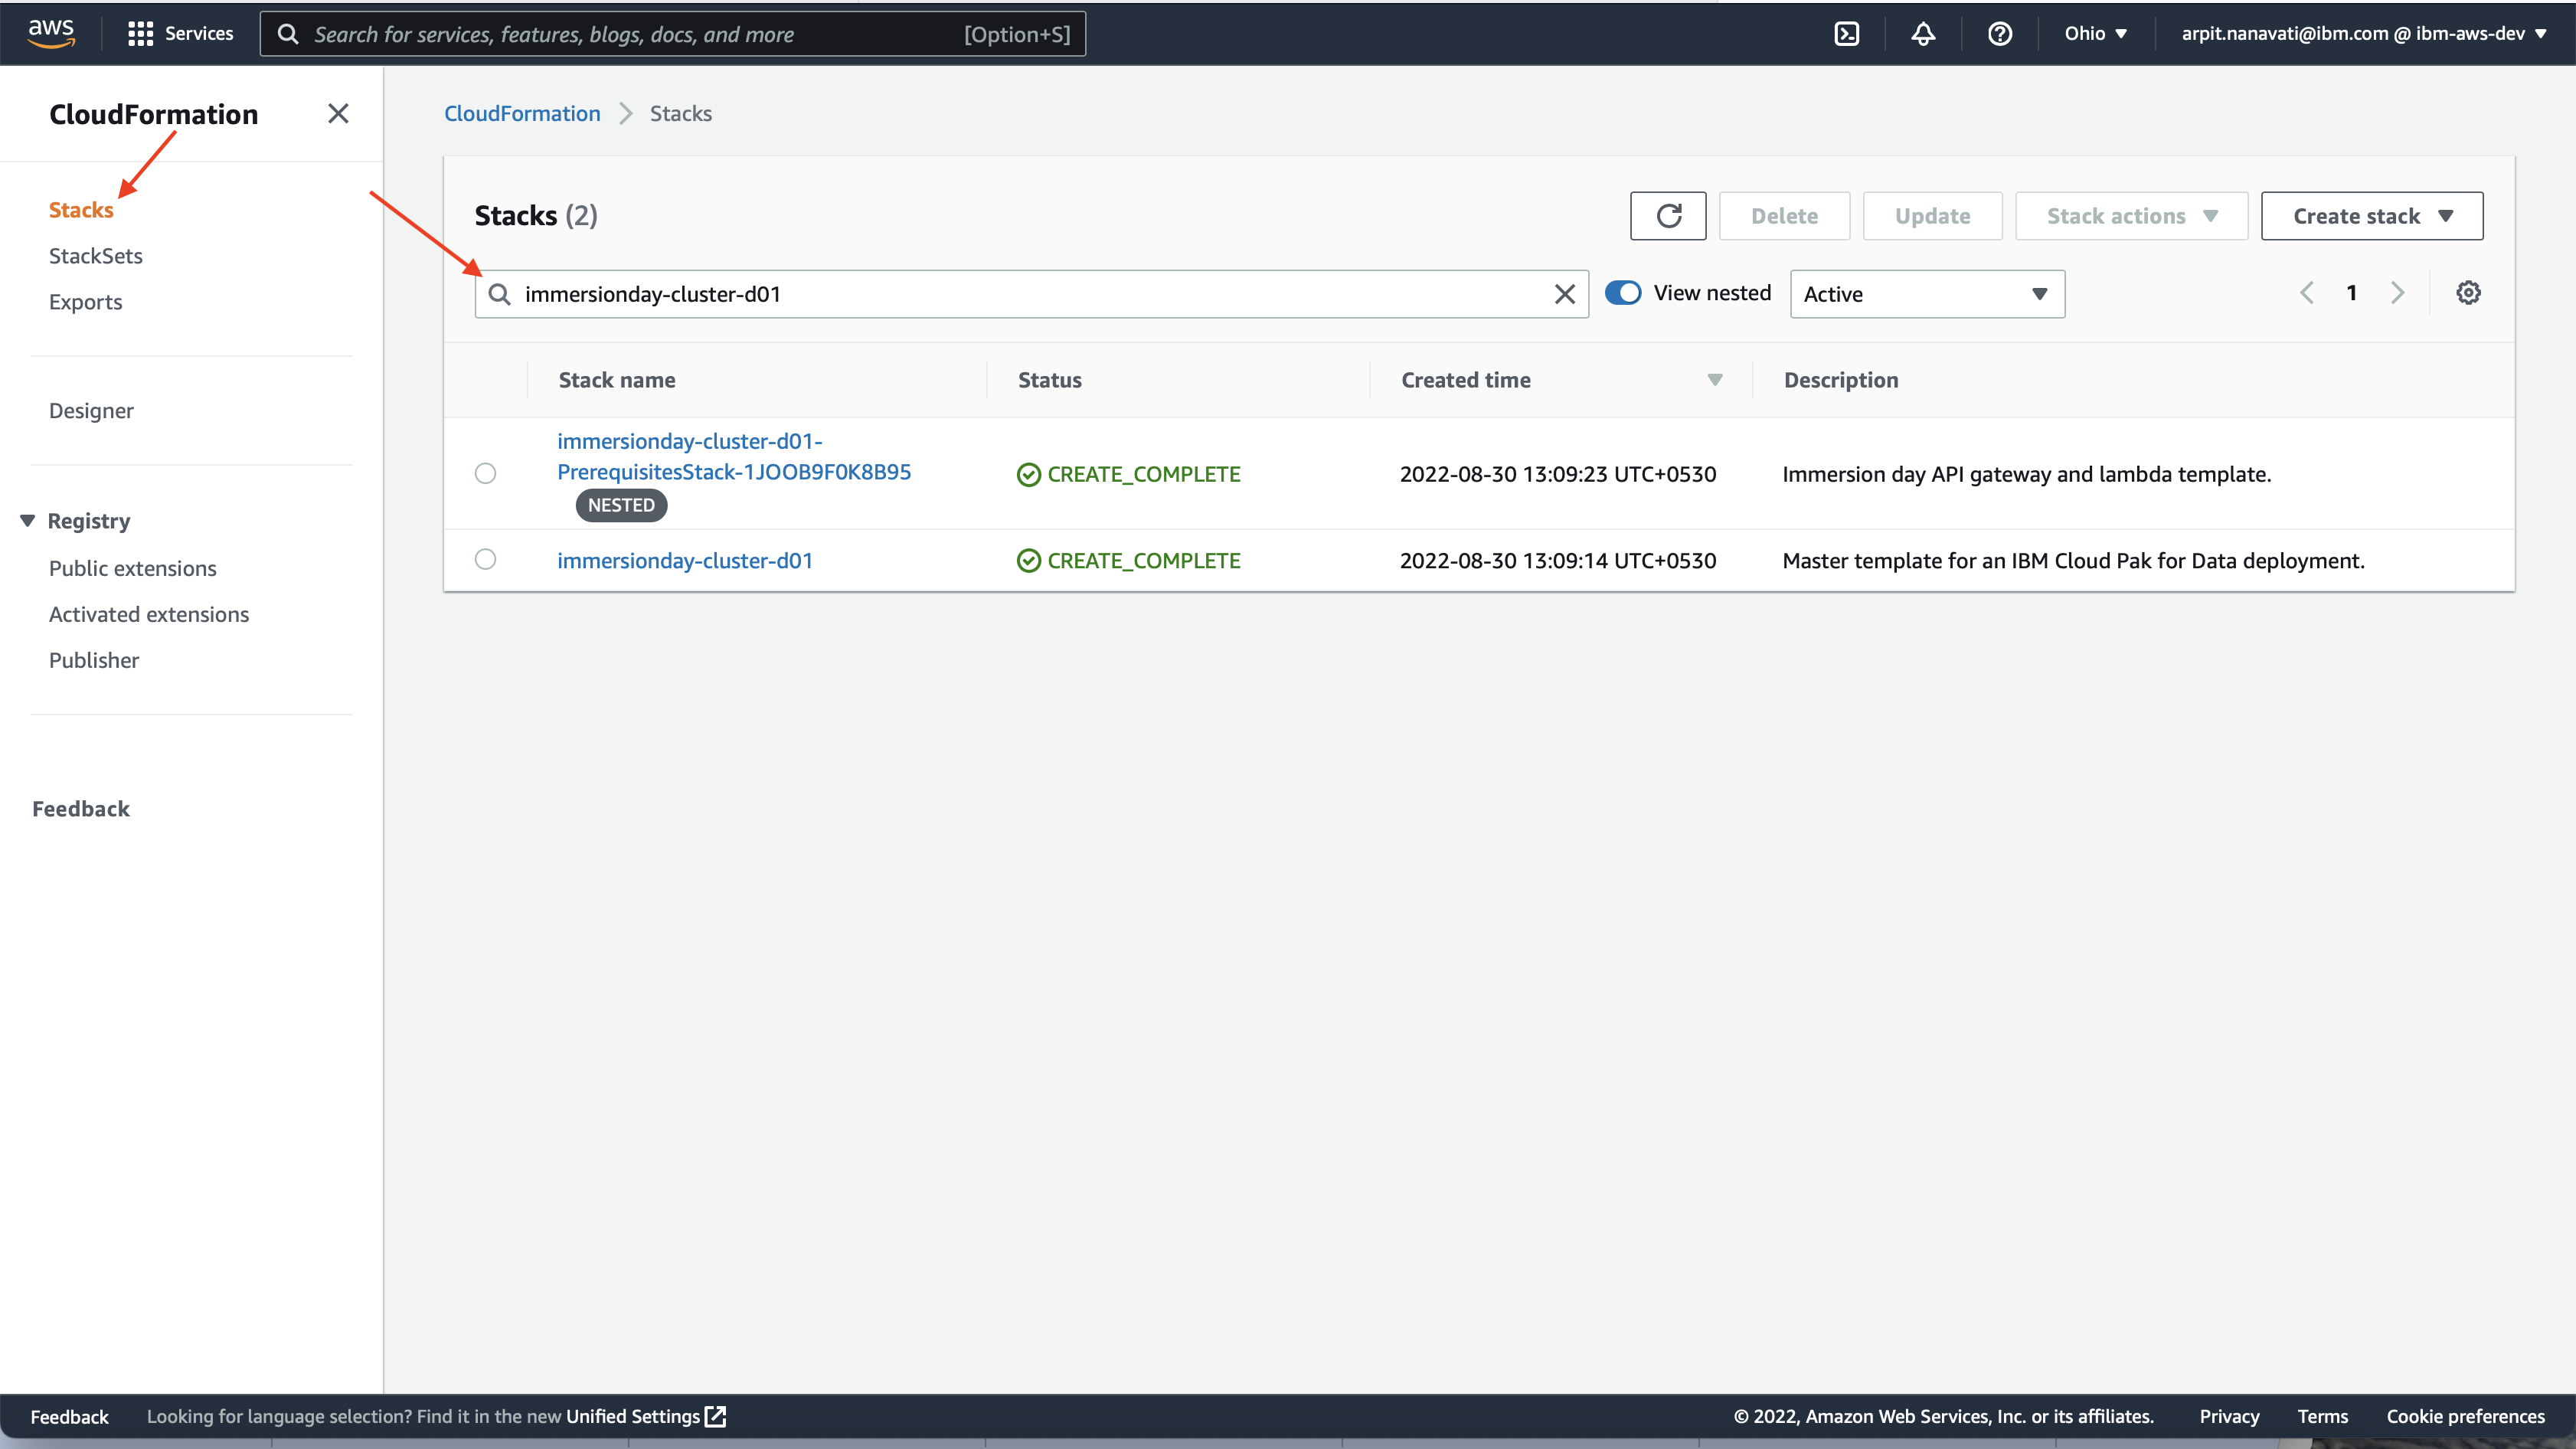 aws
Services
Search for services, features, blogs, docs, and more [Option+S]
Ohio
arpit.nanavati@ibm.com @ ibm-aws-dev
CloudFormation
Stacks
StackSets
Exports
Designer
Registry
Public extensions
Activated extensions
Publisher
Feedback
CloudFormation
Stacks
Stacks (2)
Delete
Update
Stack actions
Create stack
immersionday-cluster-d01
View nested
Active
1
Stack name Status Created time Description
immersionday-cluster-d01-
PrerequisitesStack-1JOOB9F0K8B95
NESTED
CREATE_COMPLETE
2022-08-30 13:09:23 UTC+0530
Immersion day API gateway and lambda template.
immersionday-cluster-d01
CREATE_COMPLETE
2022-08-30 13:09:14 UTC+0530
Master template for an IBM Cloud Pak for Data deployment.
Feedback
Looking for language selection? Find it in the new Unified Settings
© 2022, Amazon Web Services, Inc. or its affiliates.
Privacy
Terms
Cookie preferences